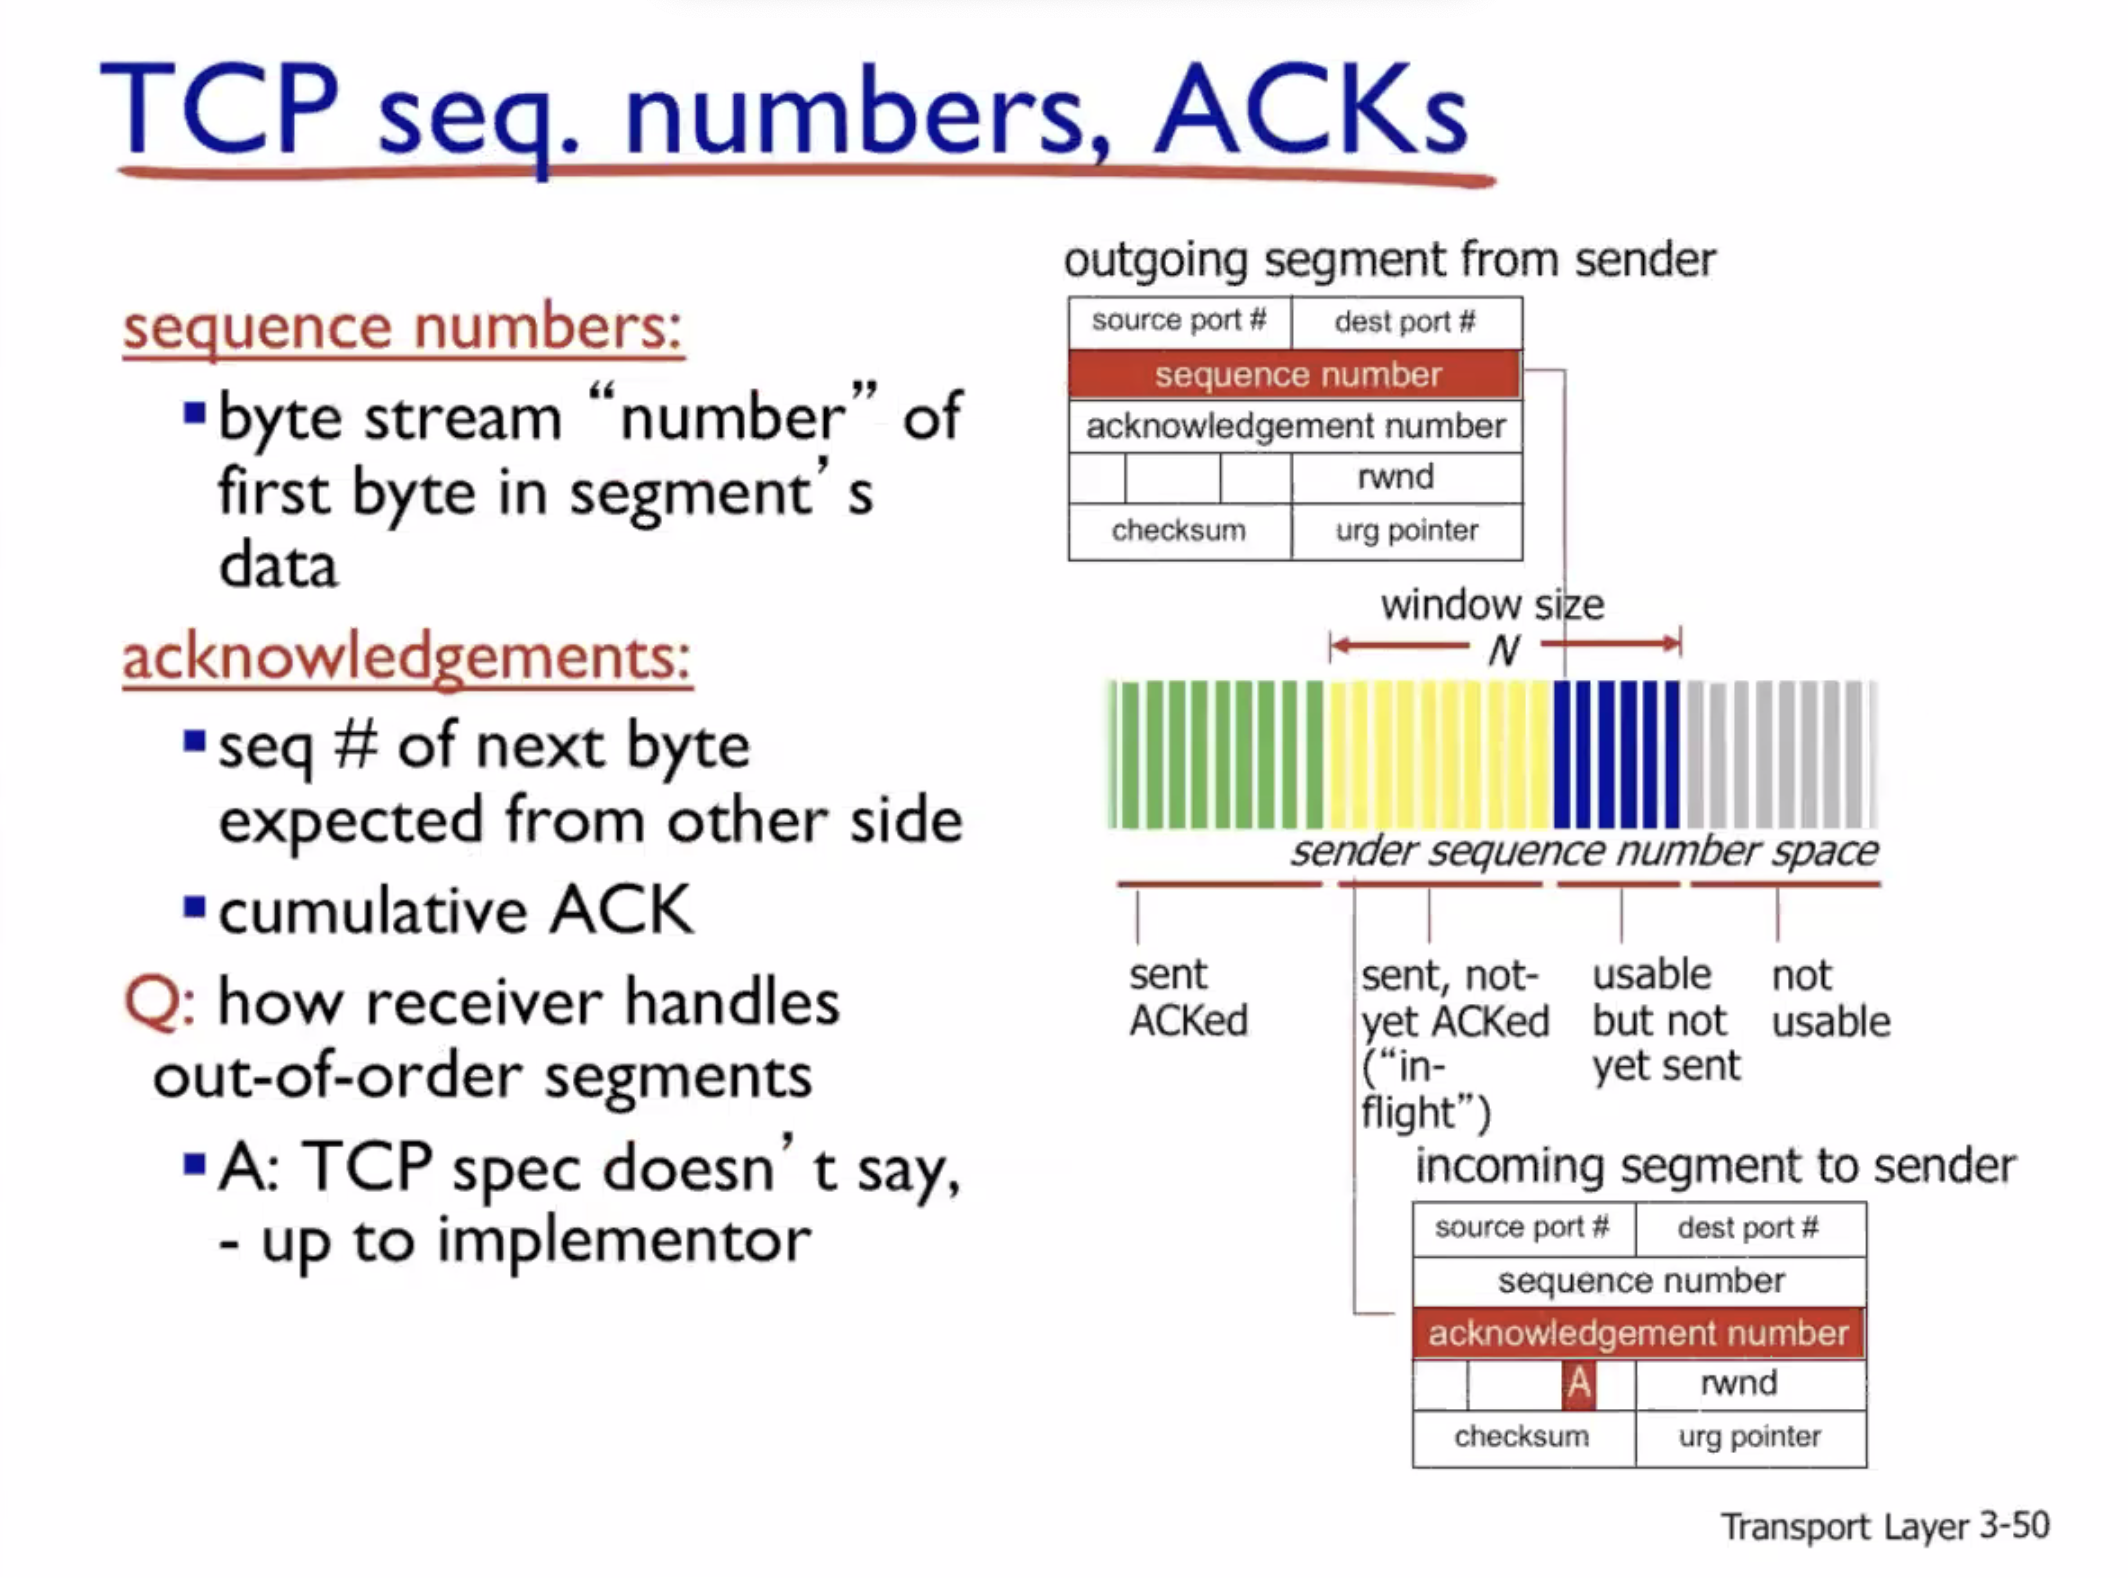 TCP seq. numbers, ACKs
sequence numbers:
byte stream “number” of
first byte in segment’s
data
acknowledgements:
seq # of next byte
expected from other side
cumulative ACK
Q: how receiver handles
out-of-order segments
A: TCP spec doesn’t say,
- up to implementor
outgoing segment from sender
source port # dest port #
sequence number
acknowledgement number
rwnd
checksum urg pointer
window size
N
sender sequence number space
sent
ACKed
sent, not-
yet ACKed
(“in-
flight”)
usable
but not
yet sent
not
usable
incoming segment to sender
source port # dest port #
sequence number
acknowledgement number
A rwnd
checksum urg pointer
Transport Layer 3-50